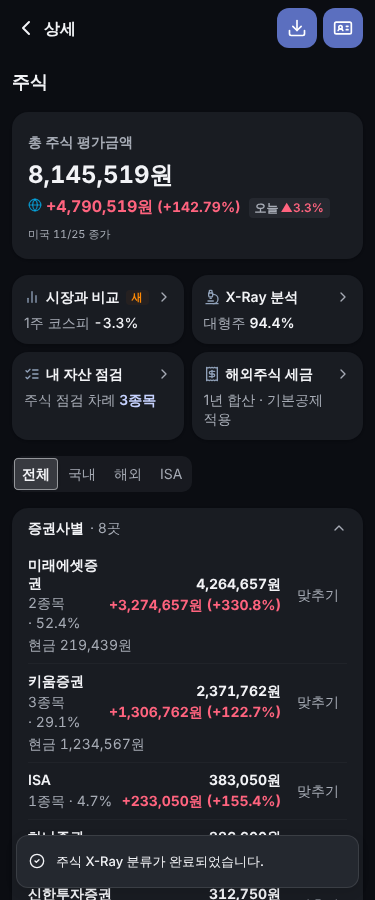 상세
주식
총 주식 평가금액
8,145,519원
+4,790,519원 (+142.79%) 오늘 ▲3.3%
미국 11/25 종가
시장과 비교 새
1주 코스피 -3.3%
X-Ray 분석
대형주 94.4%
내 자산 점검
주식 점검 차례 3종목
해외주식 세금
1년 합산 · 기본공제
적용
전체 국내 해외 ISA
증권사별 · 8곳
미래에셋증
권
4,264,657원
2종목
· 52.4%
+3,274,657원 (+330.8%)
맞추기
현금 219,439원
키움증권
2,371,762원
3종목
· 29.1%
+1,306,762원 (+122.7%)
맞추기
현금 1,234,567원
ISA 383,050원
1종목 · 4.7% +233,050원 (+155.4%)
맞추기
주식 X-Ray 분류가 완료되었습니다.
신한투자증권 312,750원